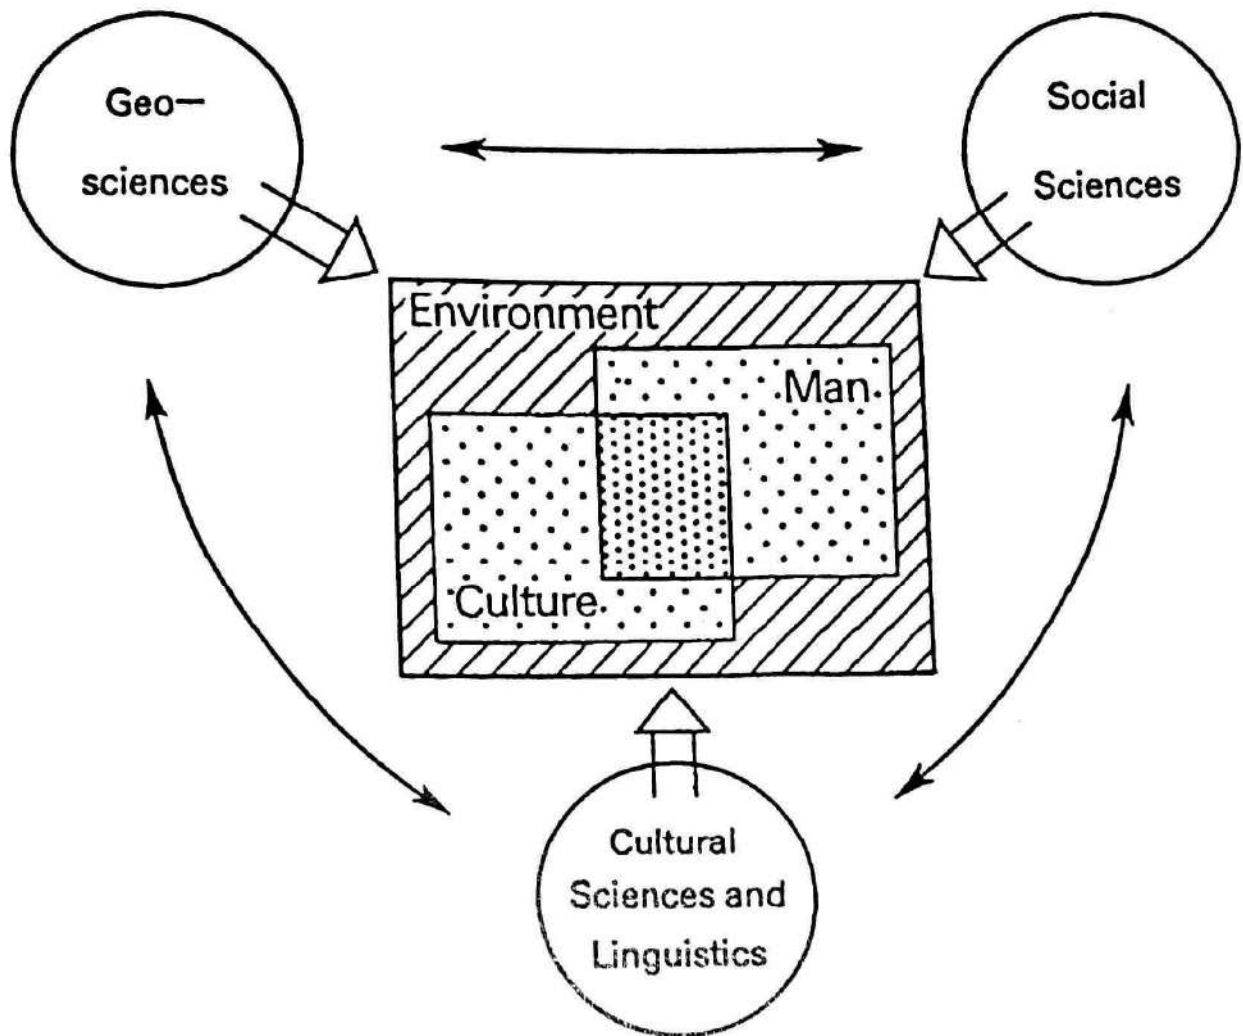 Geo—
sciences
Social
Sciences
Environment
Man
Culture
Cultural
Sciences and
Linguistics